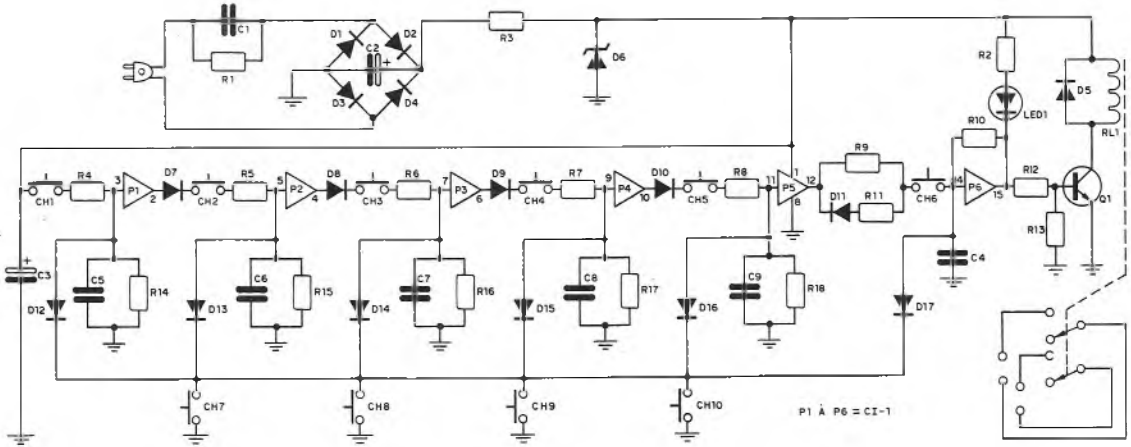 C1
R1
D1
D2
C2
+
D3
D4
R3
D6
R2
LED1
D5
RL1
R10
R9
D11
R11
CH1
R4
3
P1
2
D7
CH2
R5
5
P2
4
D8
CH3
R6
7
P3
6
D9
CH4
R7
9
P4
10
D10
CH5
R8
11
P5
1
8
12
CH6
14
P6
15
R12
Q1
R13
C4
+
C3
D12
C5
R14
D13
C6
R15
D14
C7
R16
D15
C8
R17
D16
C9
R18
D17
CH7
CH8
CH9
CH10
P1 À P6 = CI-1